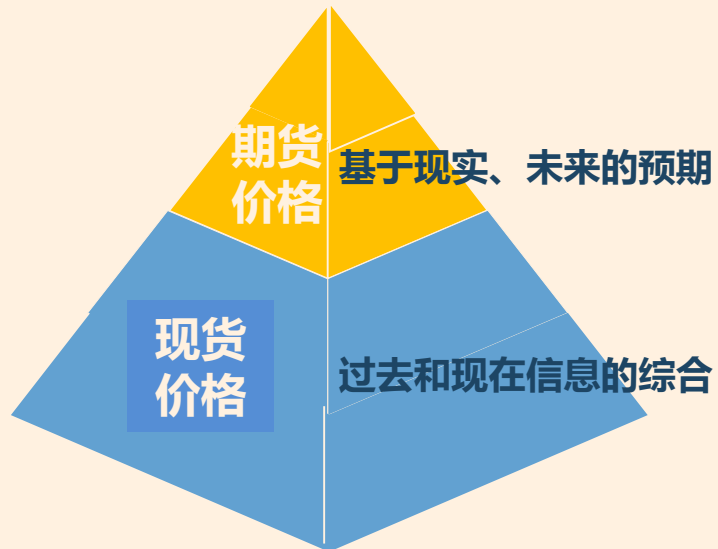 期货
价格
基于现实、未来的预期
现货
价格
过去和现在信息的综合